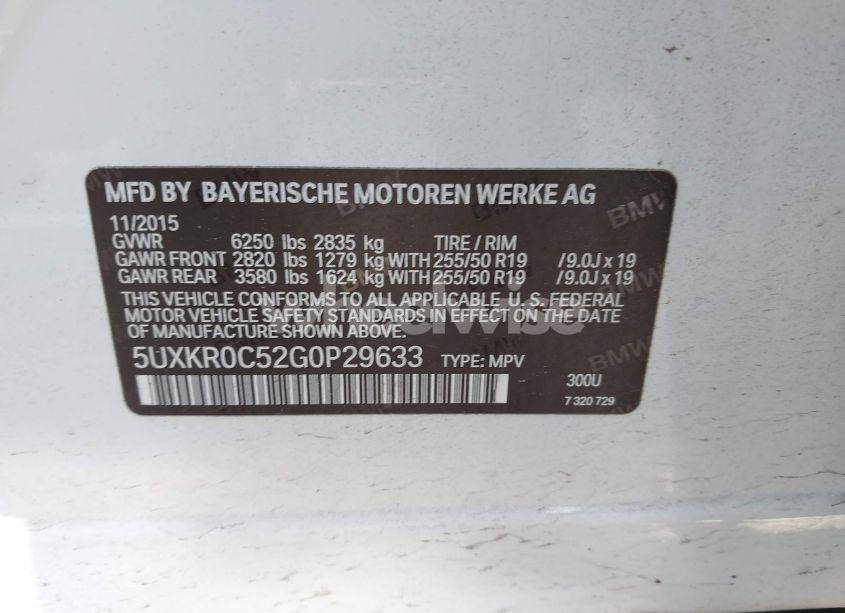 MFD BY BAYERISCHE MOTOREN WERKE AG
11/2015
GVWR 6250 lbs 2835 kg TIRE / RIM
GAWR FRONT 2820 lbs 1279 kg WITH 255/50 R19 /9.0J x 19
GAWR REAR 3580 lbs 1624 kg WITH 255/50 R19 /9.0J x 19
THIS VEHICLE CONFORMS TO ALL APPLICABLE U. S. FEDERAL
MOTOR VEHICLE SAFETY STANDARDS IN EFFECT ON THE DATE
OF MANUFACTURE SHOWN ABOVE.
5UXKR0C52G0P29633 TYPE: MPV
300U
7 320 729